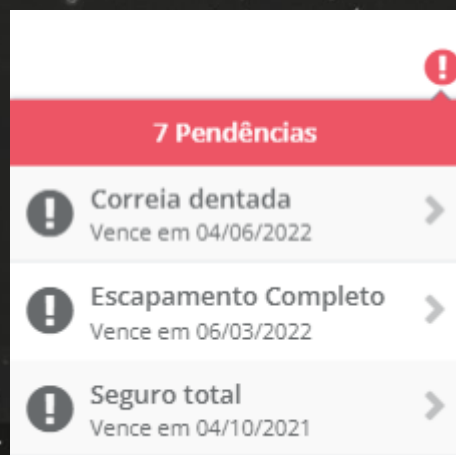 7 Pendências
Correia dentada
Vence em 04/06/2022
Escapamento Completo
Vence em 06/03/2022
Seguro total
Vence em 04/10/2021